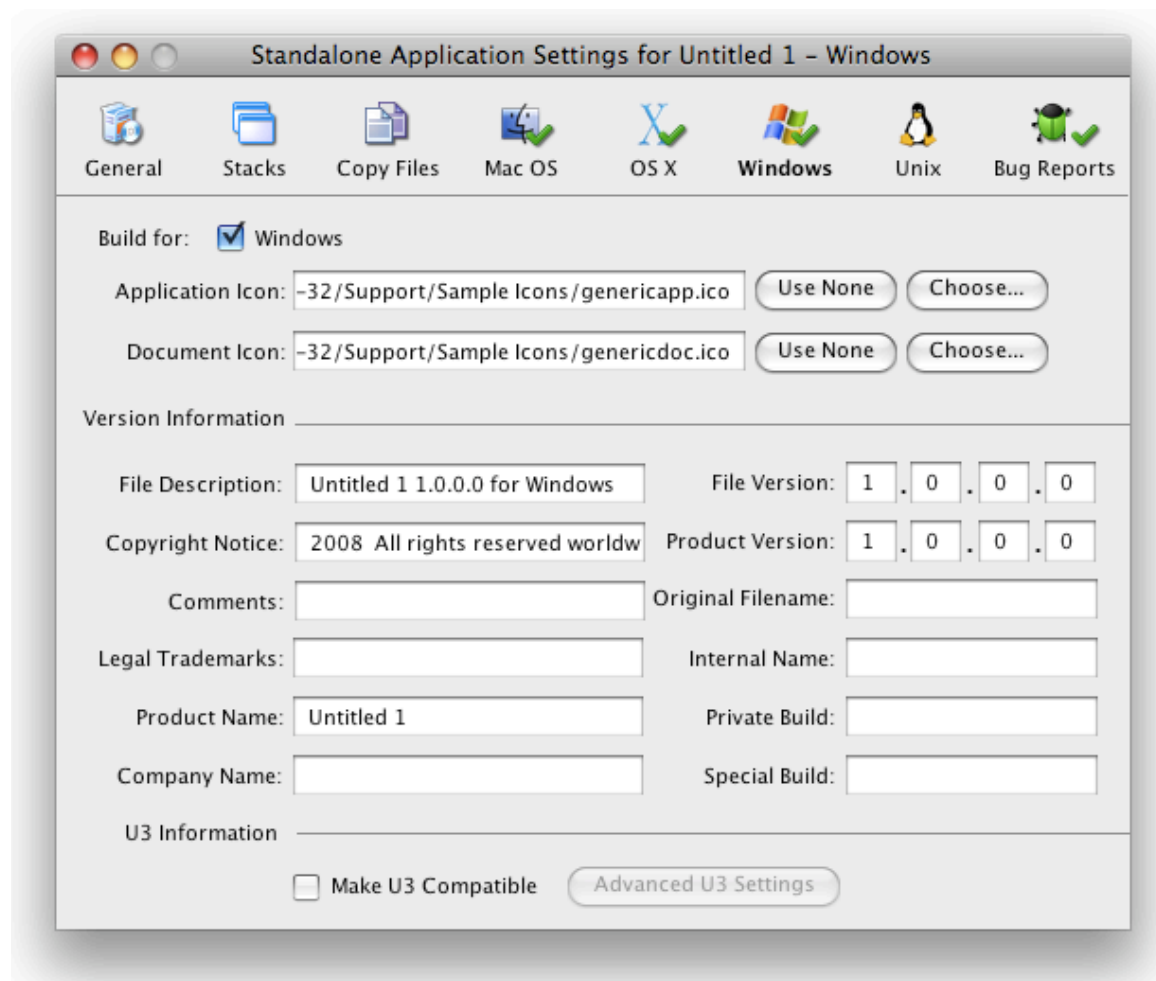 Standalone Application Settings for Untitled 1 – Windows
General Stacks Copy Files Mac OS OS X Windows Unix Bug Reports
Build for: Windows
Application Icon: –32/Support/Sample Icons/genericapp.ico Use None Choose...
Document Icon: –32/Support/Sample Icons/genericdoc.ico Use None Choose...
Version Information
File Description: Untitled 1 1.0.0.0 for Windows File Version: 1 . 0 . 0 . 0
Copyright Notice: 2008 All rights reserved worldw Product Version: 1 . 0 . 0 . 0
Comments: Original Filename:
Legal Trademarks: Internal Name:
Product Name: Untitled 1 Private Build:
Company Name: Special Build:
U3 Information
Make U3 Compatible Advanced U3 Settings